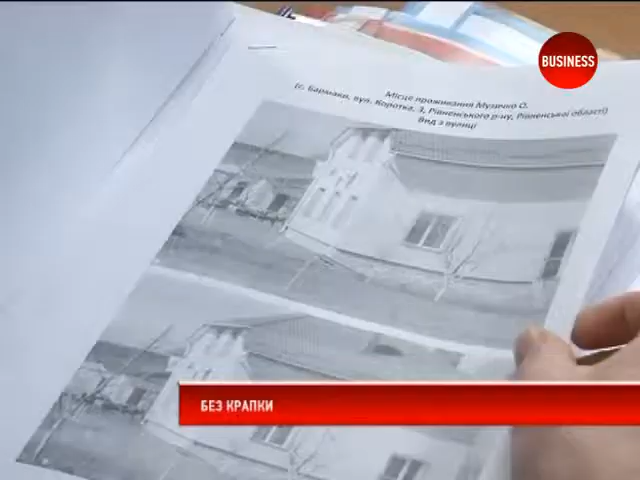 BUSINESS
Місце проживання Музичко О.
(с. Бармаки, вул. Коротка, 3, Рівненського р-ну, Рівненської області)
Вид з вулиці
БЕЗ КРАПКИ